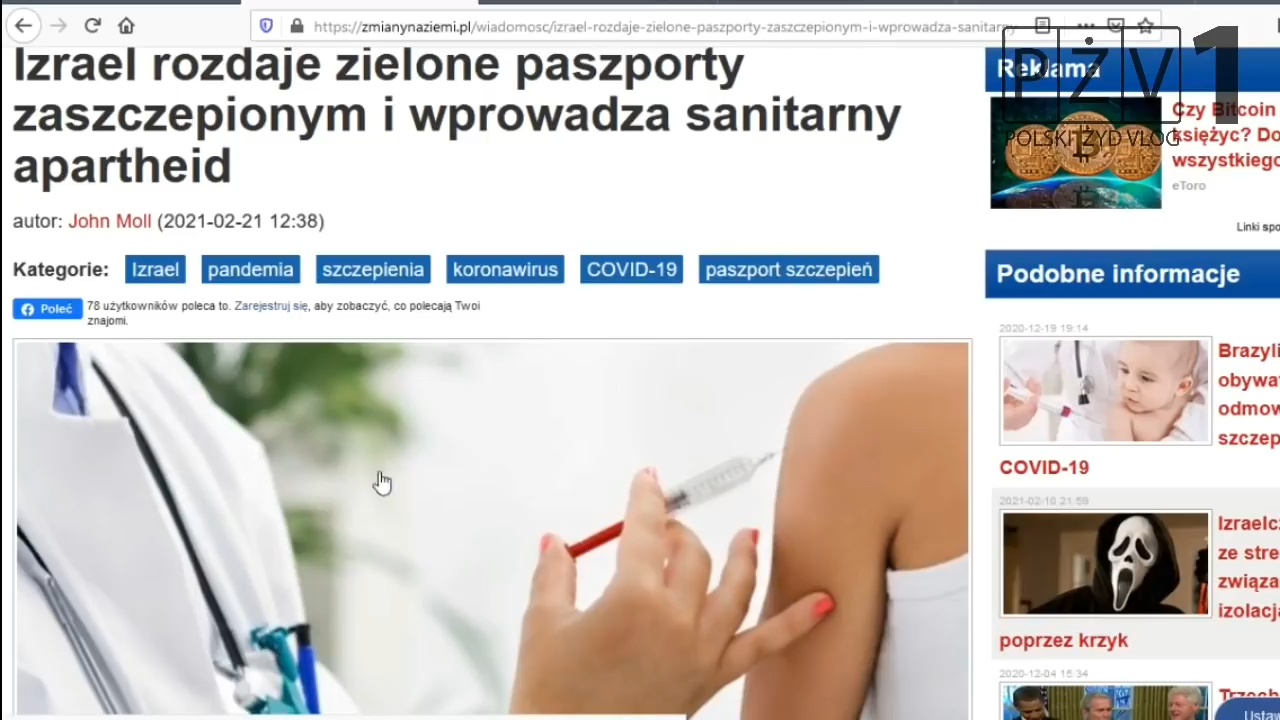 https://zmianynaziemi.pl/wiadomosc/izrael-rozdaje-zielone-paszporty-zaszczepionym-i-wprowadza-sanitarny
Izrael rozdaje zielone paszporty
zaszczepionym i wprowadza sanitarny
apartheid
autor: John Moll (2021-02-21 12:38)
Kategorie: Izrael pandemia szczepienia koronawirus COVID-19 paszport szczepień
Poleć 78 użytkowników poleca to. Zarejestruj się, aby zobaczyć, co polecają Twoi
znajomi.
PŻV1
POLSKI ŻYD VLOG
Reklama
Czy Bitcoin
księżyc? Do
wszystkiego
eToro
Linki spo
Podobne informacje
2020-12-19 19:14
Brazyli
obywa
odmow
szczep
COVID-19
2021-02-10 21:59
Izraelc
ze stre
związa
izolacj
poprzez krzyk
2020-12-04 15:34
Trzech
Ustaw